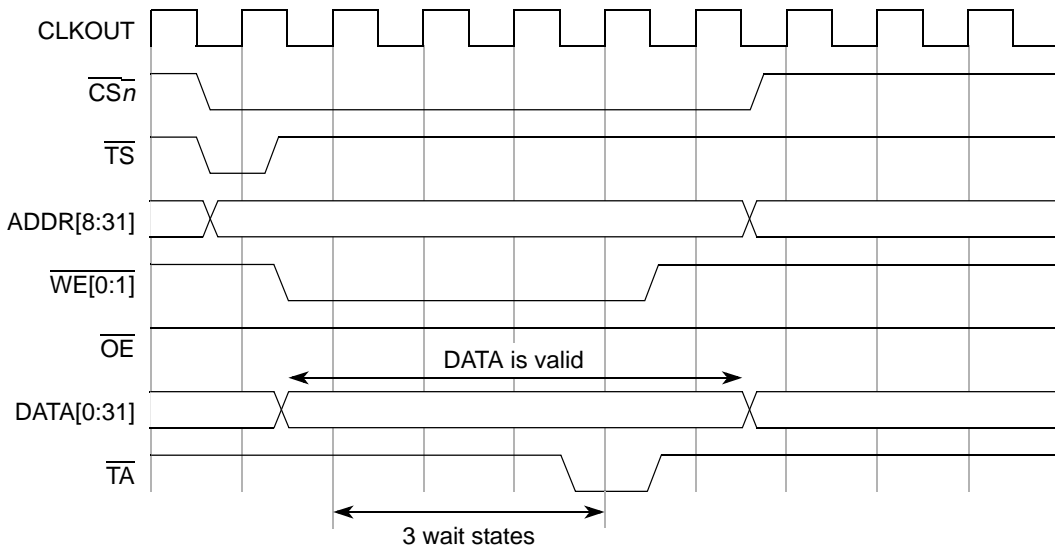 CLKOUT
CSn
TS
ADDR[8:31]
WE[0:1]
OE
DATA is valid
DATA[0:31]
TA
3 wait states